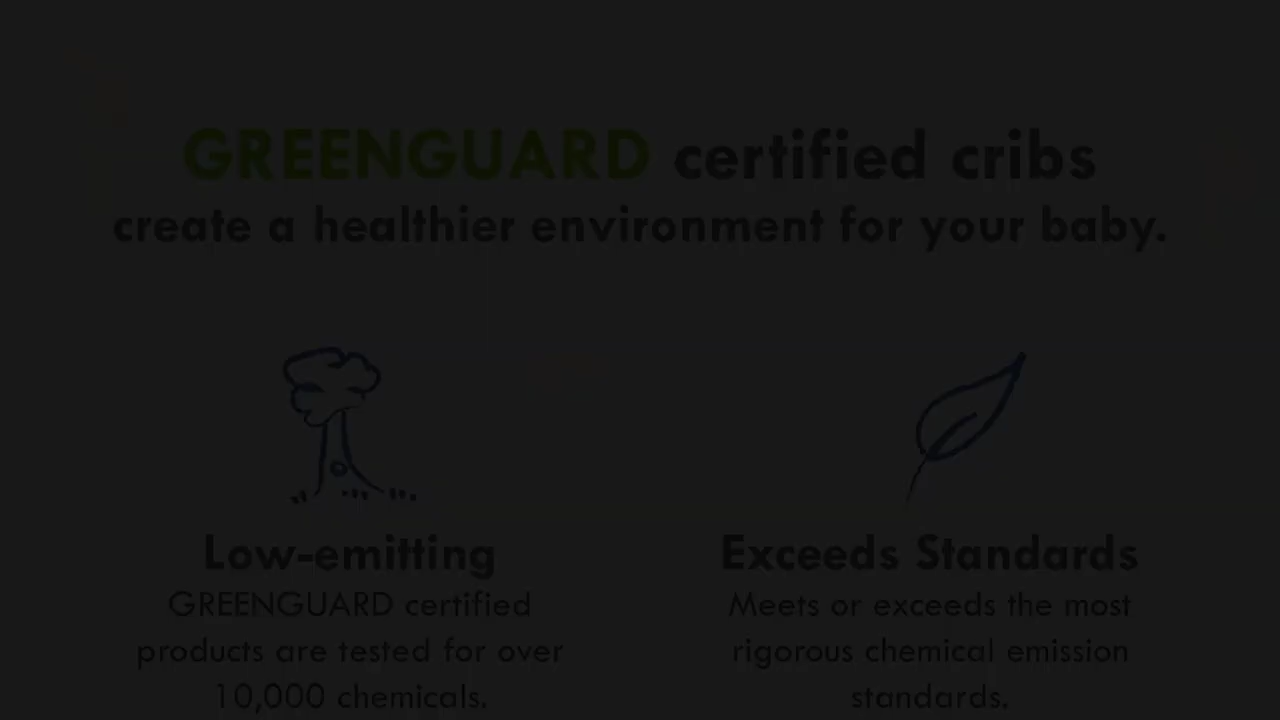 GREENGUARD certified cribs
create a healthier environment for your baby.
Low-emitting
GREENGUARD certified
products are tested for over
10,000 chemicals.
Exceeds Standards
Meets or exceeds the most
rigorous chemical emission
standards.